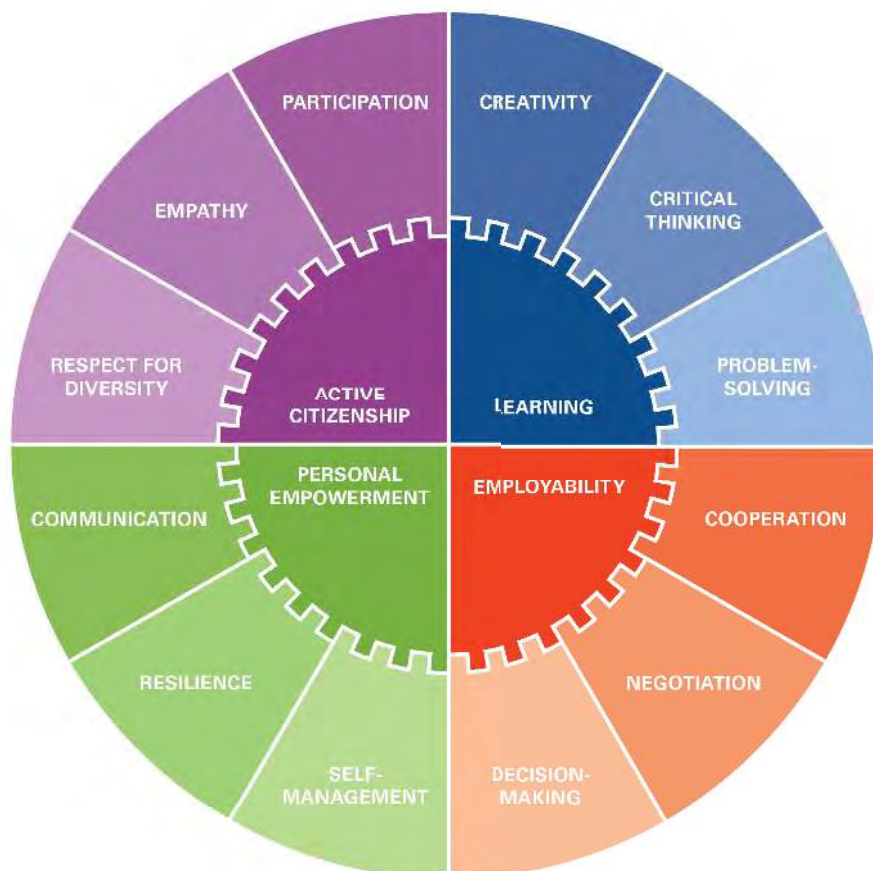 PARTICIPATION
CREATIVITY
CRITICAL
THINKING
EMPATHY
RESPECT FOR
DIVERSITY
PROBLEM-
SOLVING
ACTIVE
CITIZENSHIP
LEARNING
PERSONAL
EMPOWERMENT
EMPLOYABILITY
COMMUNICATION
COOPERATION
RESILIENCE
NEGOTIATION
SELF-
MANAGEMENT
DECISION-
MAKING